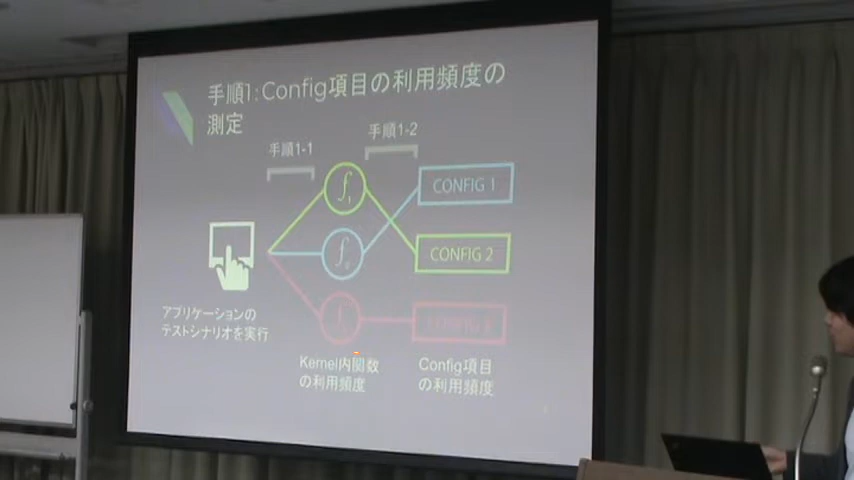 手順1:Config項目の利用頻度の
測定
手順1-1
手順1-2
f1
CONFIG 1
f
CONFIG 2
アプリケーションの
テストシナリオを実行
Kernel内関数
の利用頻度
Config項目
の利用頻度